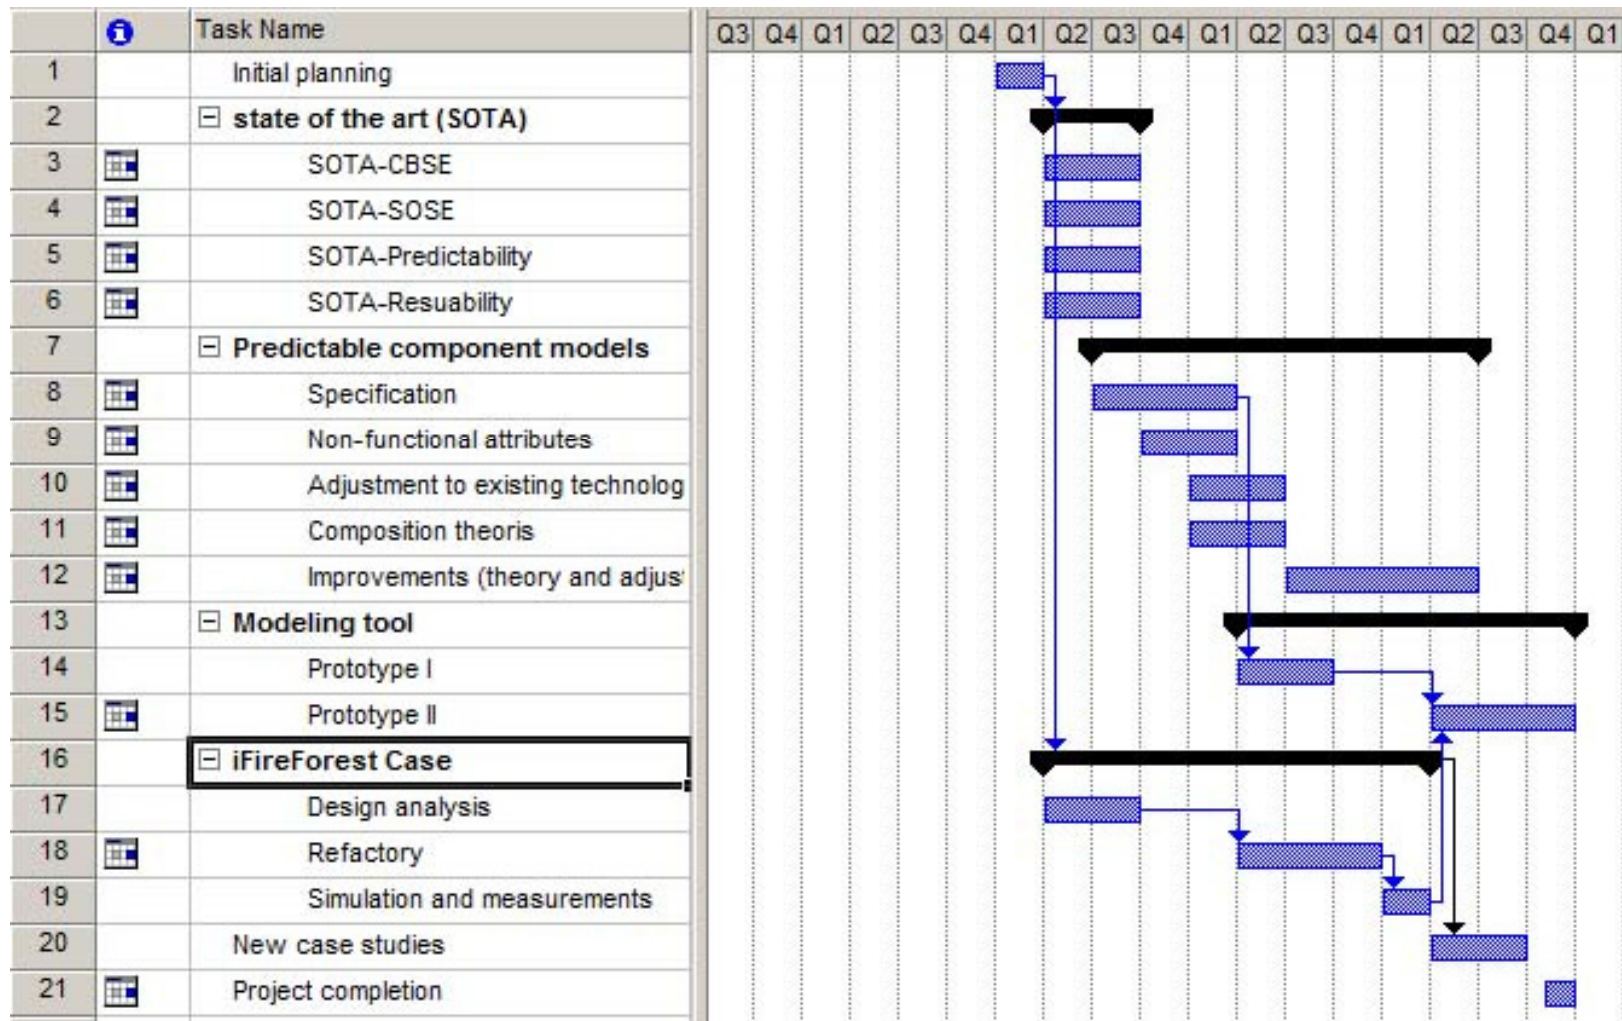 Task Name Q3 Q4 Q1 Q2 Q3 Q4 Q1 Q2 Q3 Q4 Q1 Q2 Q3 Q4 Q1 Q2 Q3 Q4 Q1
1 Initial planning
2 state of the art (SOTA)
3 SOTA-CBSE
4 SOTA-SOSE
5 SOTA-Predictability
6 SOTA-Resuability
7 Predictable component models
8 Specification
9 Non-functional attributes
10 Adjustment to existing technolog
11 Composition theoris
12 Improvements (theory and adjus
13 Modeling tool
14 Prototype I
15 Prototype II
16 iFireForest Case
17 Design analysis
18 Refactory
19 Simulation and measurements
20 New case studies
21 Project completion